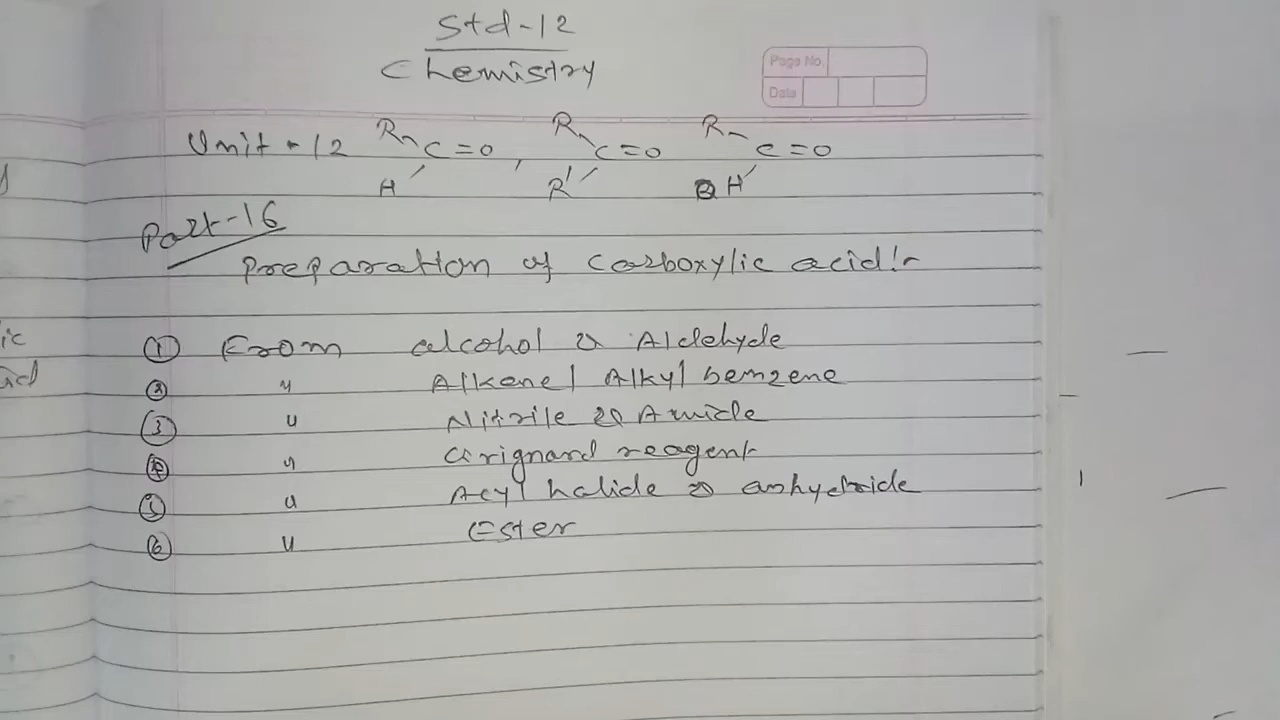 Std-12
Chemistry
Page No.
Date
Unit-12 R C=O, R C=O R C=O
H R' H
Part-16
preparation of carboxylic acid:-
① From alcohol & Aldehyde
② " Alkene / Alkyl benzene
③ " Nitrile & Amide
④ " Grignard reagent
⑤ " Acyl halide & anhydride
⑥ " Ester
ic